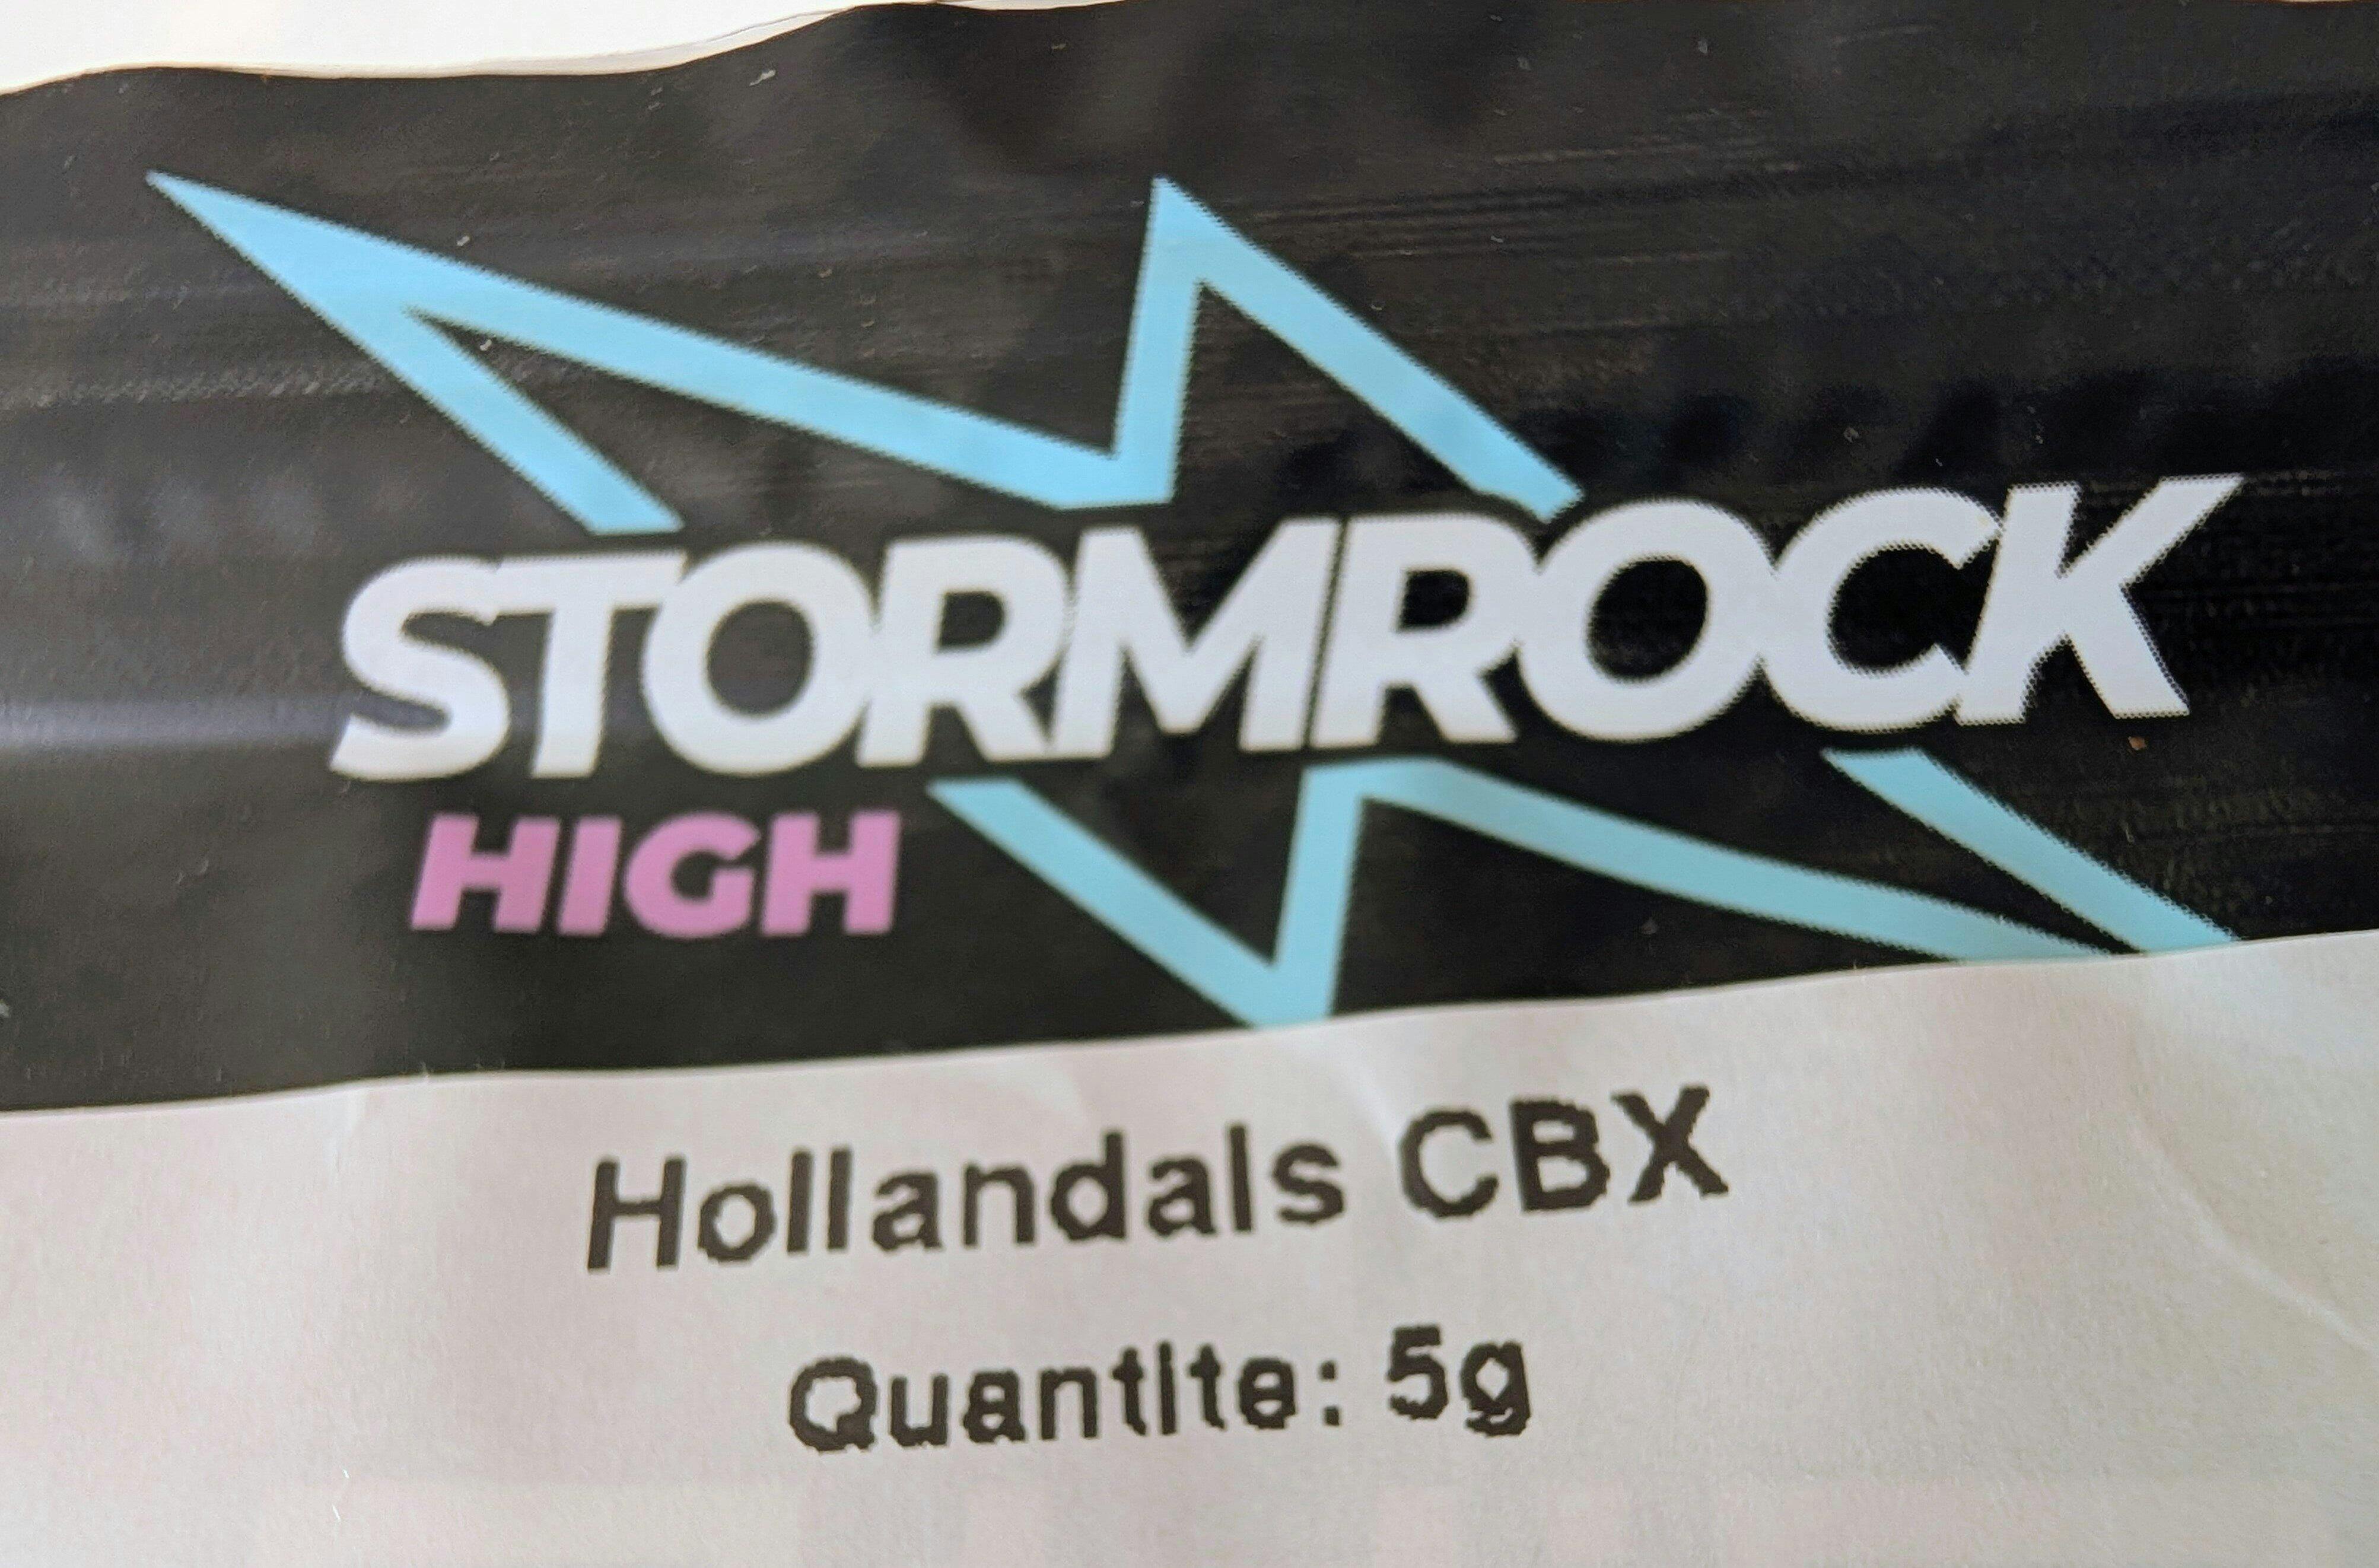 STORMROCK
HIGH
Hollandals CBX
Quantite: 5g